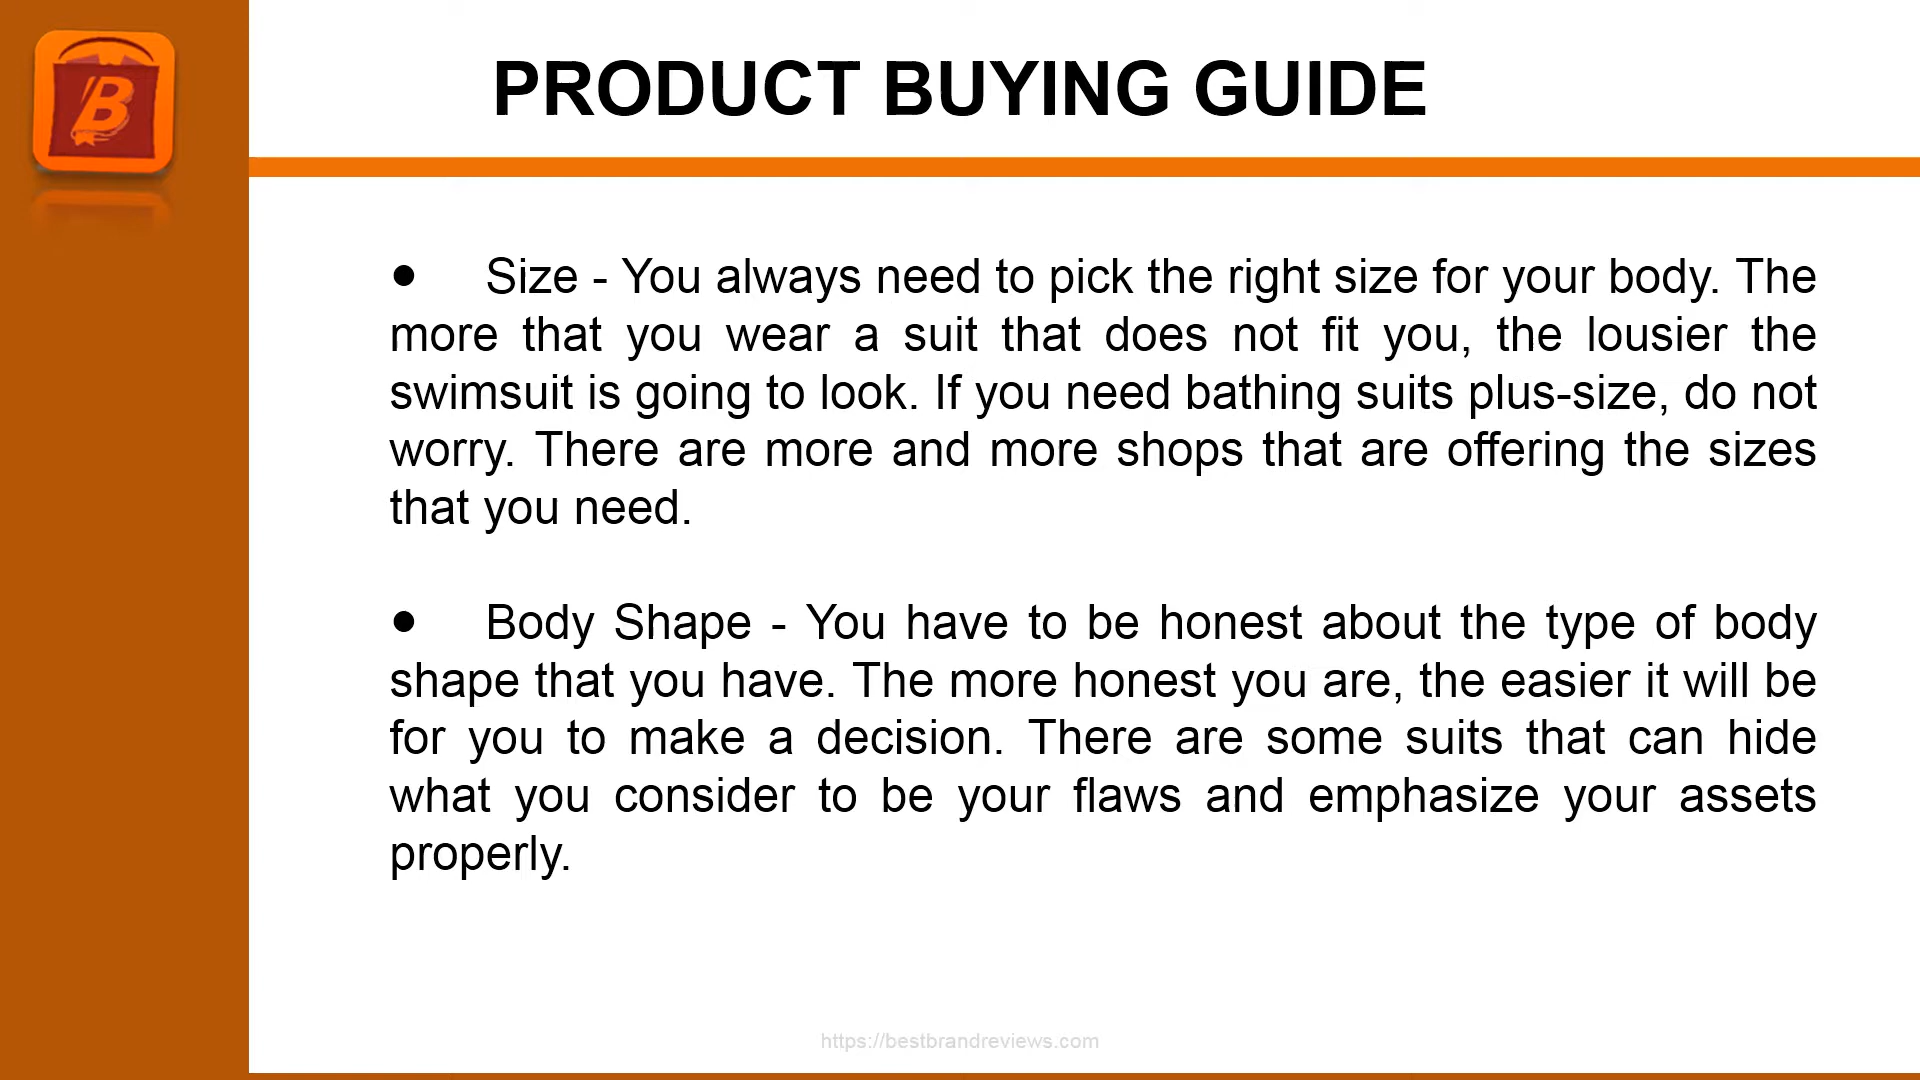 B
PRODUCT BUYING GUIDE
● Size - You always need to pick the right size for your body. The
more that you wear a suit that does not fit you, the lousier the
swimsuit is going to look. If you need bathing suits plus-size, do not
worry. There are more and more shops that are offering the sizes
that you need.
● Body Shape - You have to be honest about the type of body
shape that you have. The more honest you are, the easier it will be
for you to make a decision. There are some suits that can hide
what you consider to be your flaws and emphasize your assets
properly.
https://bestbrandreviews.com